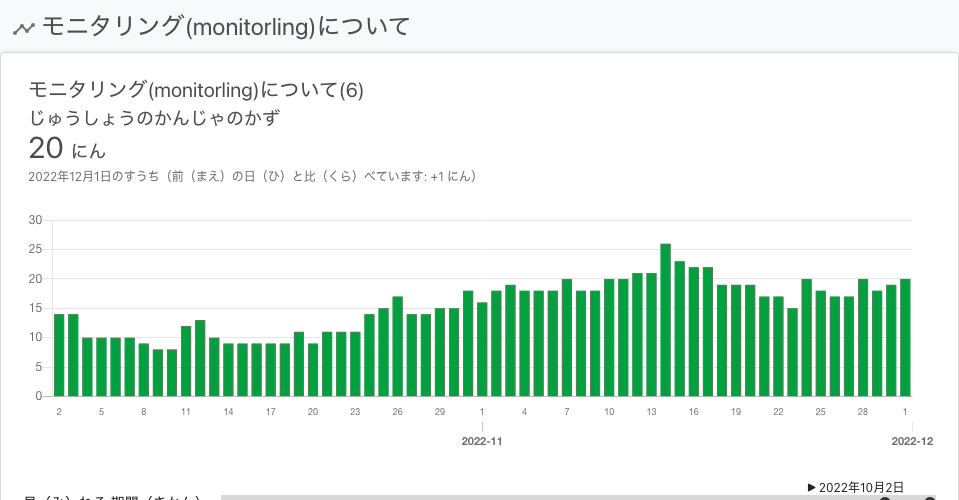 モニタリング(monitorling)について
モニタリング(monitorling)について(6)
じゅうしょうのかんじゃのかず
20 にん
2022年12月1日のすうち（前（まえ）の日（ひ）と比（くら）べています: +1 にん）
30
25
20
15
10
5
0
2 5 8 11 14 17 20 23 26 29 1 4 7 10 13 16 19 22 25 28 1
2022-11 2022-12
▶ 2022年10月2日